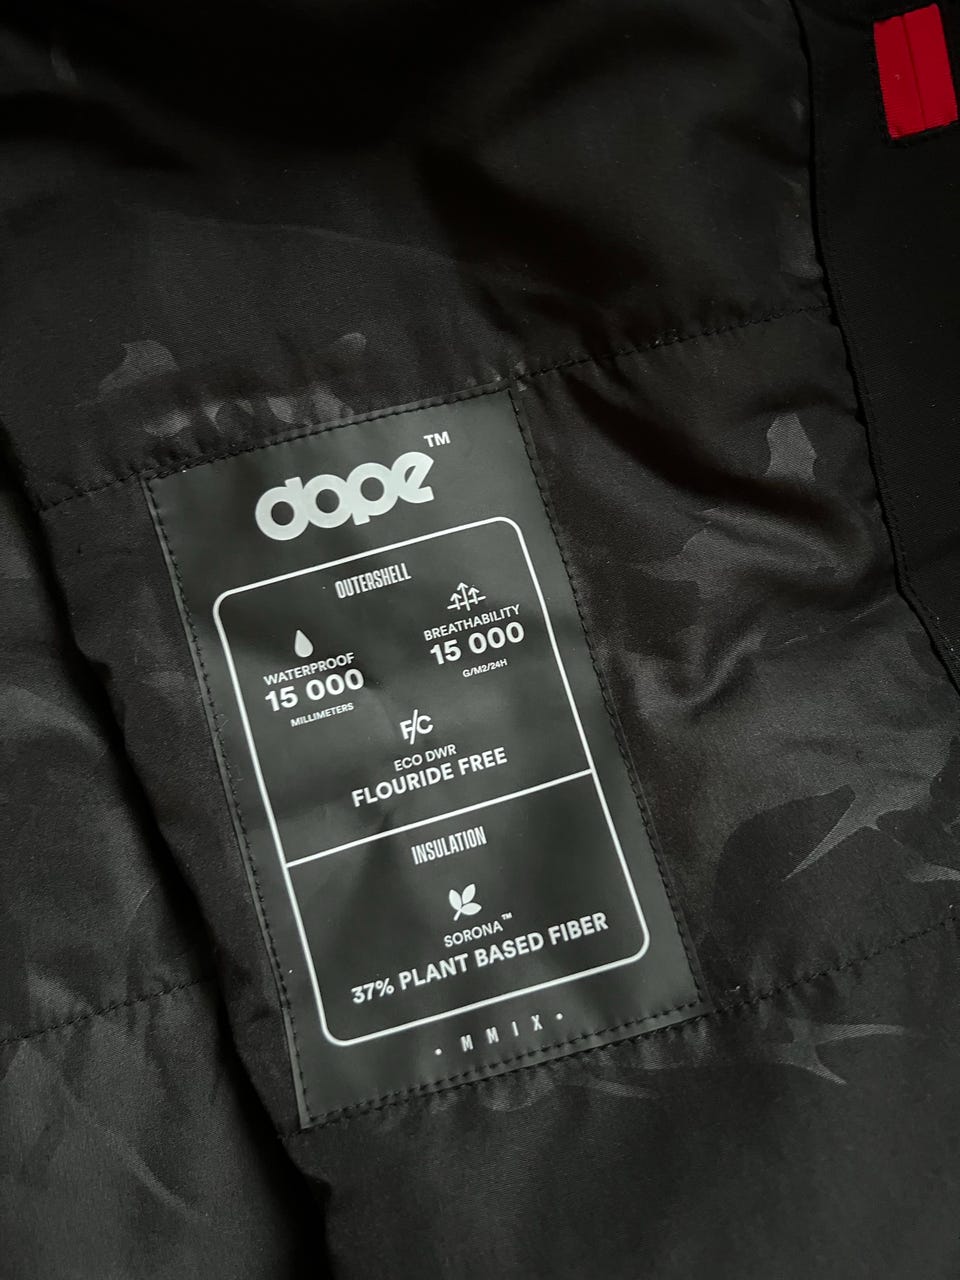 dope™
OUTERSHELL
WATERPROOF
15 000
MILLIMETERS
BREATHABILITY
15 000
G/M2/24H
F/C
ECO DWR
FLOURIDE FREE
INSULATION
SORONA™
37% PLANT BASED FIBER
• M M I X •